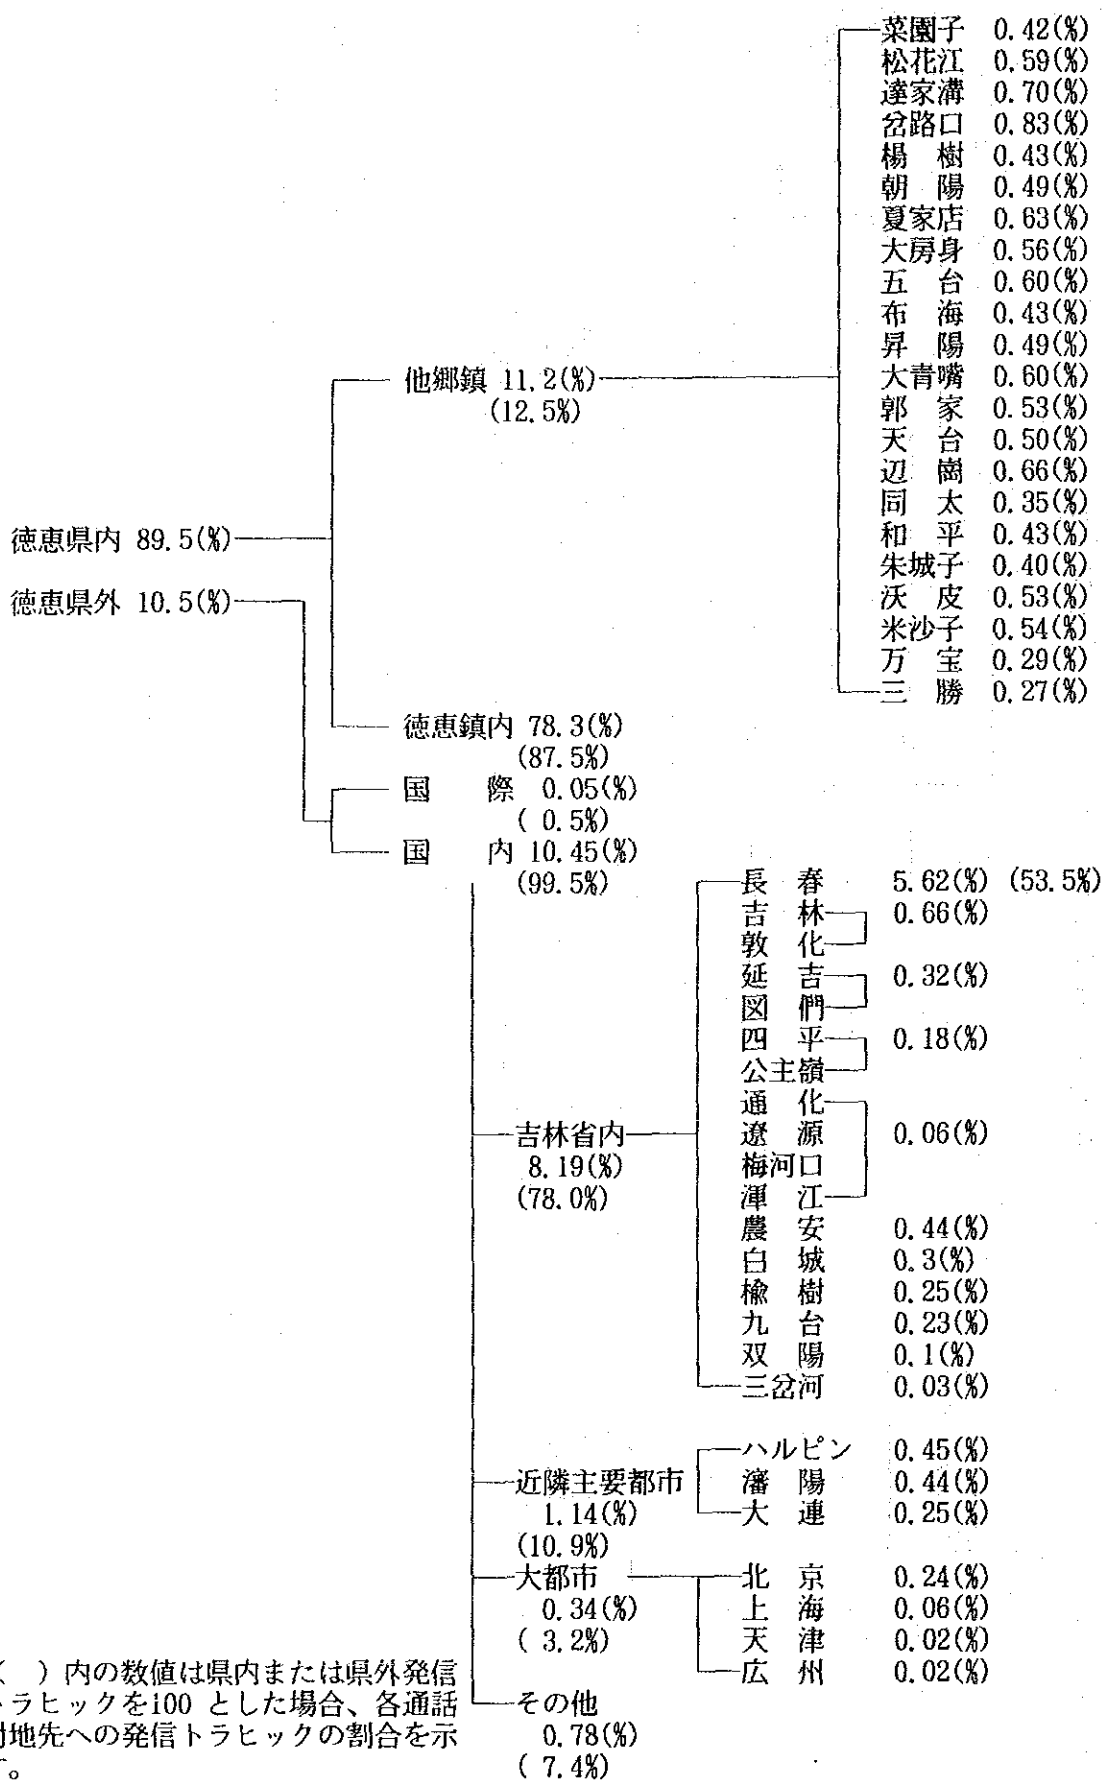 菜園子 0.42(%)
松花江 0.59(%)
達家溝 0.70(%)
岔路口 0.83(%)
楊 樹 0.43(%)
朝 陽 0.49(%)
夏家店 0.63(%)
大房身 0.56(%)
五 台 0.60(%)
布 海 0.43(%)
昇 陽 0.49(%)
他郷鎮 11.2(%)
(12.5%)
大青嘴 0.60(%)
郭 家 0.53(%)
天 台 0.50(%)
辺 崗 0.66(%)
同 太 0.35(%)
和 平 0.43(%)
朱城子 0.40(%)
沃 皮 0.53(%)
米沙子 0.54(%)
万 宝 0.29(%)
三 勝 0.27(%)
徳恵県内 89.5(%)
徳恵県外 10.5(%)
徳恵鎮内 78.3(%)
(87.5%)
国 際 0.05(%)
( 0.5%)
国 内 10.45(%)
(99.5%)
長 春 5.62(%) (53.5%)
吉 林 0.66(%)
敦 化
延 吉 0.32(%)
図 們
四 平 0.18(%)
公主嶺
通 化
遼 源 0.06(%)
梅河口
渾 江
吉林省内
8.19(%)
(78.0%)
農 安 0.44(%)
白 城 0.3(%)
楡 樹 0.25(%)
九 台 0.23(%)
双 陽 0.1(%)
三岔河 0.03(%)
近隣主要都市
1.14(%)
(10.9%)
ハルピン 0.45(%)
瀋 陽 0.44(%)
大 連 0.25(%)
大都市
0.34(%)
( 3.2%)
北 京 0.24(%)
上 海 0.06(%)
天 津 0.02(%)
広 州 0.02(%)
その他
0.78(%)
( 7.4%)
( )内の数値は県内または県外発信
ラヒックを100 とした場合、各通話
地先への発信トラヒックの割合を示
。